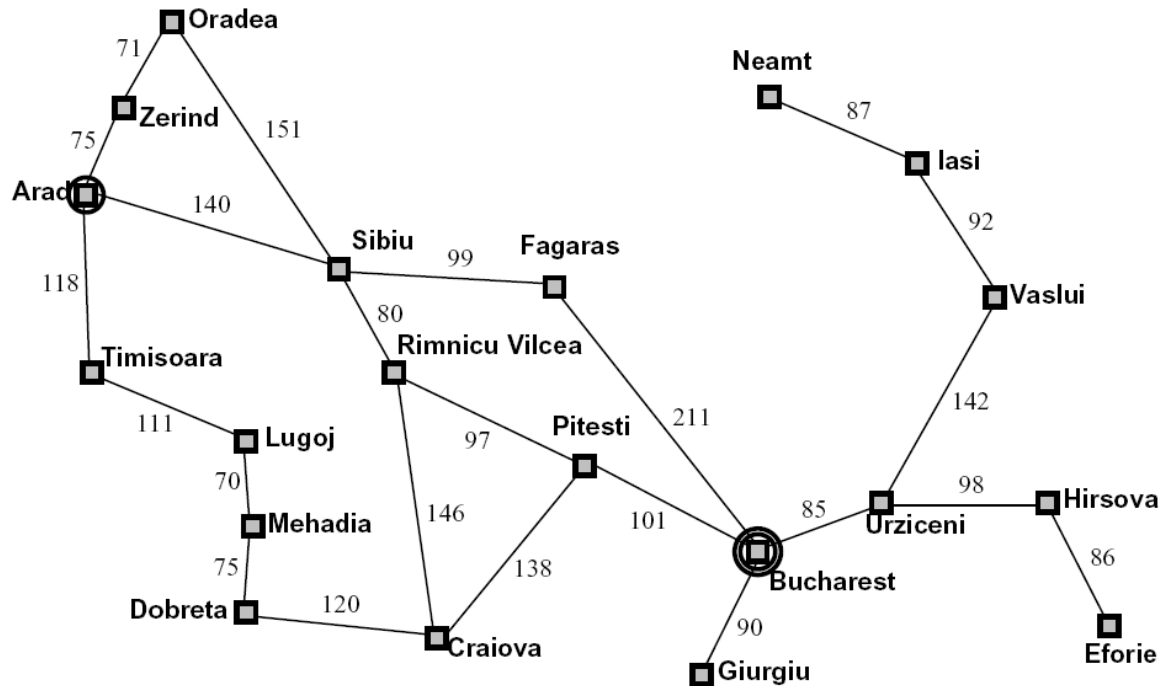 Oradea
71
Neamt
Zerind
87
75
151
Iasi
Arad
140
92
Sibiu
Fagaras
99
118
Vaslui
80
Timisoara
Rimnicu Vilcea
142
111
211
Lugoj
97
Pitesti
70
98
Hirsova
146
85
Mehadia
101
Urziceni
86
75
138
Bucharest
Dobreta
120
90
Craiova
Eforie
Giurgiu